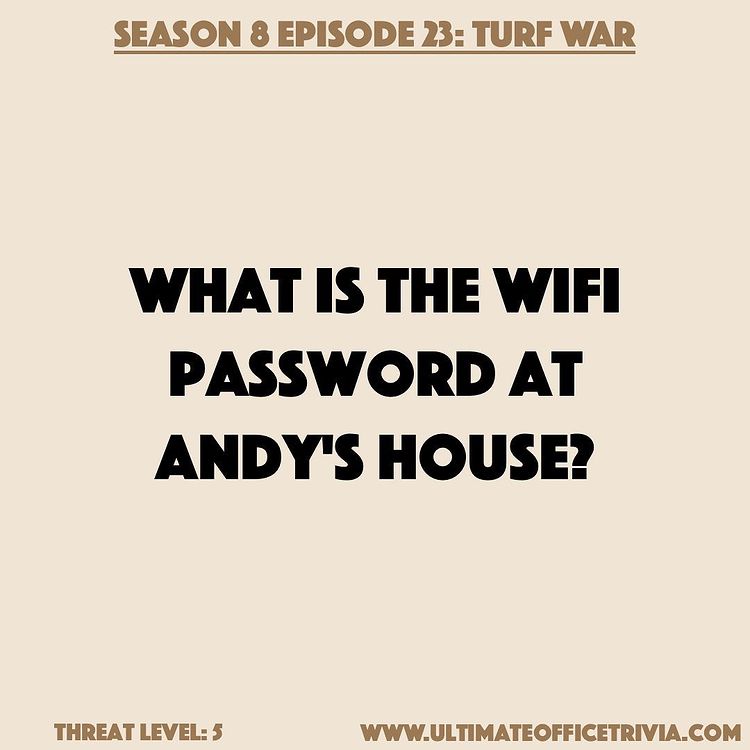 SEASON 8 EPISODE 23: TURF WAR
WHAT IS THE WIFI
PASSWORD AT
ANDY'S HOUSE?
THREAT LEVEL: 5
WWW.ULTIMATEOFFICETRIVIA.COM